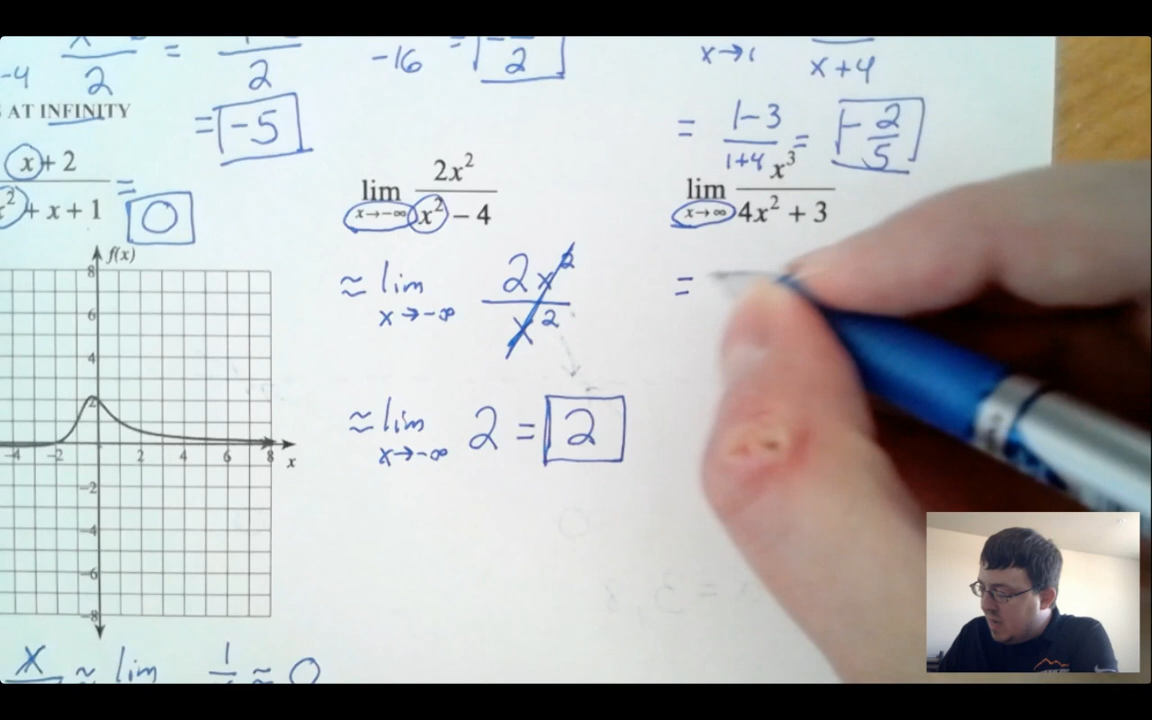 -4 2 = 2
-16 = 2
x→1 x+4
AT INFINITY
= -5
= 1-3 / 1+4 = -2/5
x + 2 / x² + x + 1 = 0
lim x→-∞ 2x² / x² - 4
lim x→∞ x³ / 4x² + 3
f(x)
8
6
4
2
-4 -2 2 4 6 8 x
-2
-4
-6
-8
≈ lim x→-∞ 2x² / x²
=
≈ lim x→-∞ 2 = 2
x ≈ lim 1 ≈ 0